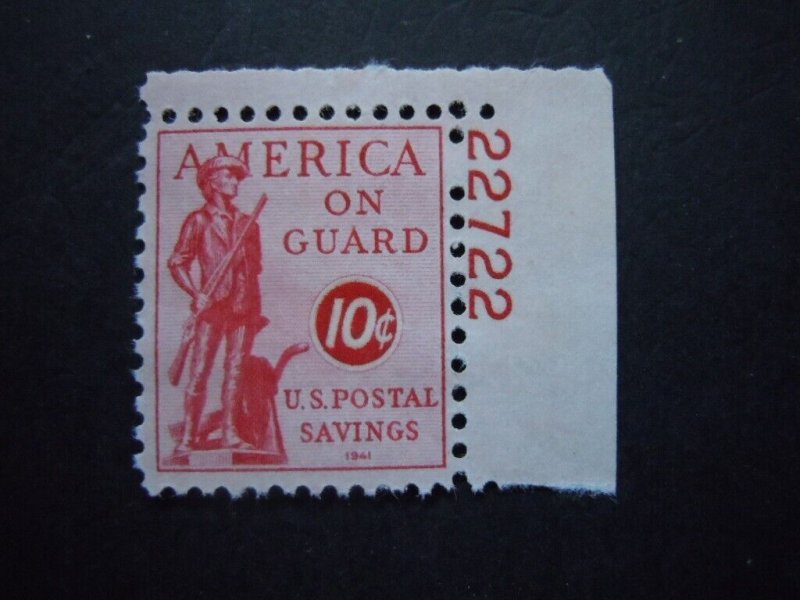 AMERICA
ON
GUARD
10¢
U.S. POSTAL
SAVINGS
1941
22722